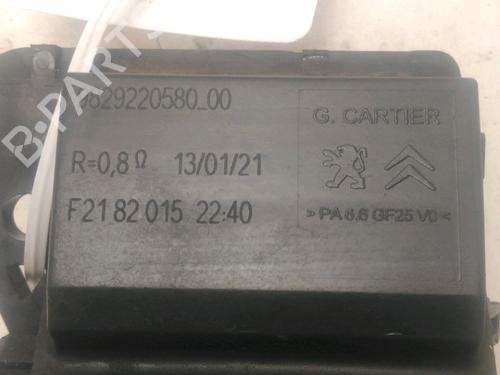 9829220580_00
G. CARTIER
R=0,8 Ω 13/01/21
F21 82 015 22:40
> PA 6.6 GF25 V0 <
B-PARTS